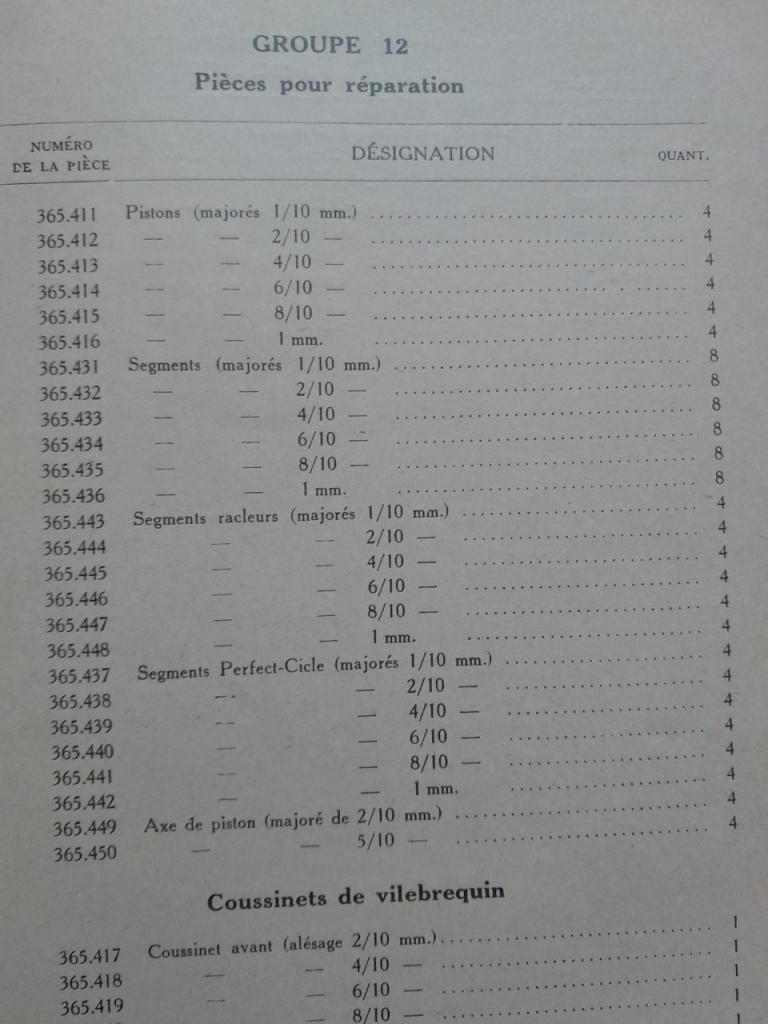 GROUPE 12
Pièces pour réparation
NUMÉRO DE LA PIÈCE DÉSIGNATION QUANT.
365.411 Pistons (majorés 1/10 mm.) ........ 4
365.412 — — 2/10 — ........ 4
365.413 — — 4/10 — ........ 4
365.414 — — 6/10 — ........ 4
365.415 — — 8/10 — ........ 4
365.416 — — 1 mm. ........ 4
365.431 Segments (majorés 1/10 mm.) ........ 8
365.432 — — 2/10 — ........ 8
365.433 — — 4/10 — ........ 8
365.434 — — 6/10 — ........ 8
365.435 — — 8/10 — ........ 8
365.436 — — 1 mm. ........ 8
365.443 Segments racleurs (majorés 1/10 mm.) ........ 4
365.444 — — 2/10 — ........ 4
365.445 — — 4/10 — ........ 4
365.446 — — 6/10 — ........ 4
365.447 — — 8/10 — ........ 4
365.448 — — 1 mm. ........ 4
365.437 Segments Perfect-Cicle (majorés 1/10 mm.) ........ 4
365.438 — — 2/10 — ........ 4
365.439 — — 4/10 — ........ 4
365.440 — — 6/10 — ........ 4
365.441 — — 8/10 — ........ 4
365.442 — — 1 mm. ........ 4
365.449 Axe de piston (majoré de 2/10 mm.) ........ 4
365.450 — — 5/10 — ........ 4
Coussinets de vilebrequin
365.417 Coussinet avant (alésage 2/10 mm.) ........ 1
365.418 — — 4/10 — ........ 1
365.419 — — 6/10 — ........ 1
— 8/10 — ........ 1